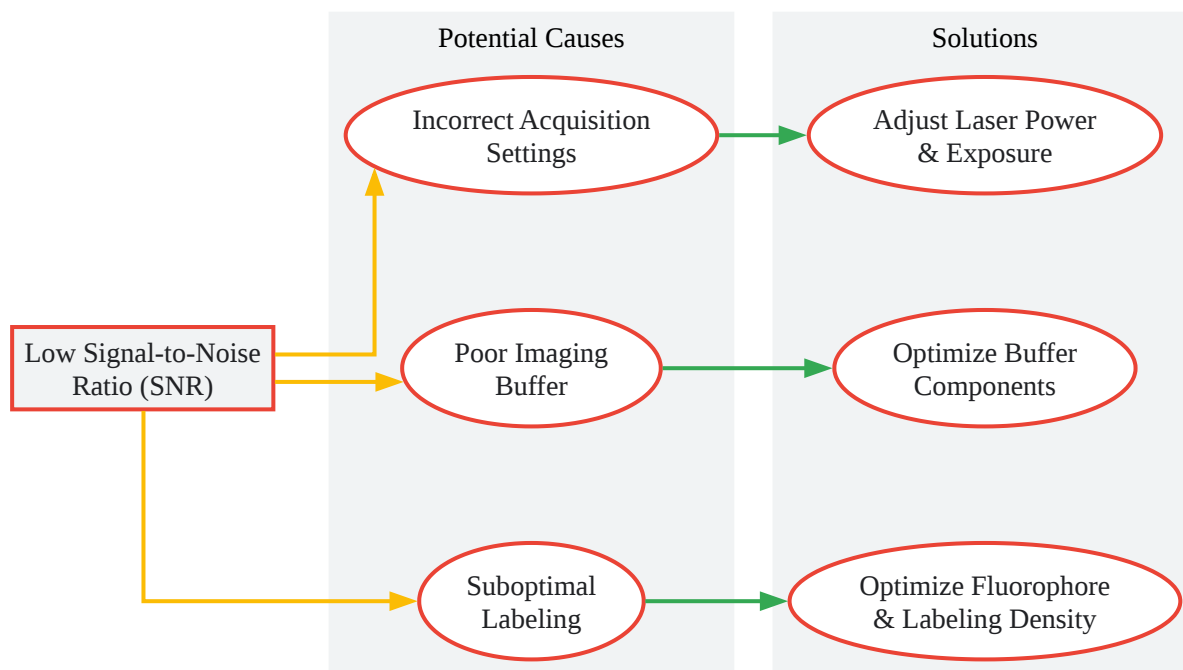 Potential Causes
Solutions
Incorrect Acquisition
Settings
Adjust Laser Power
& Exposure
Low Signal-to-Noise
Ratio (SNR)
Poor Imaging
Buffer
Optimize Buffer
Components
Suboptimal
Labeling
Optimize Fluorophore
& Labeling Density